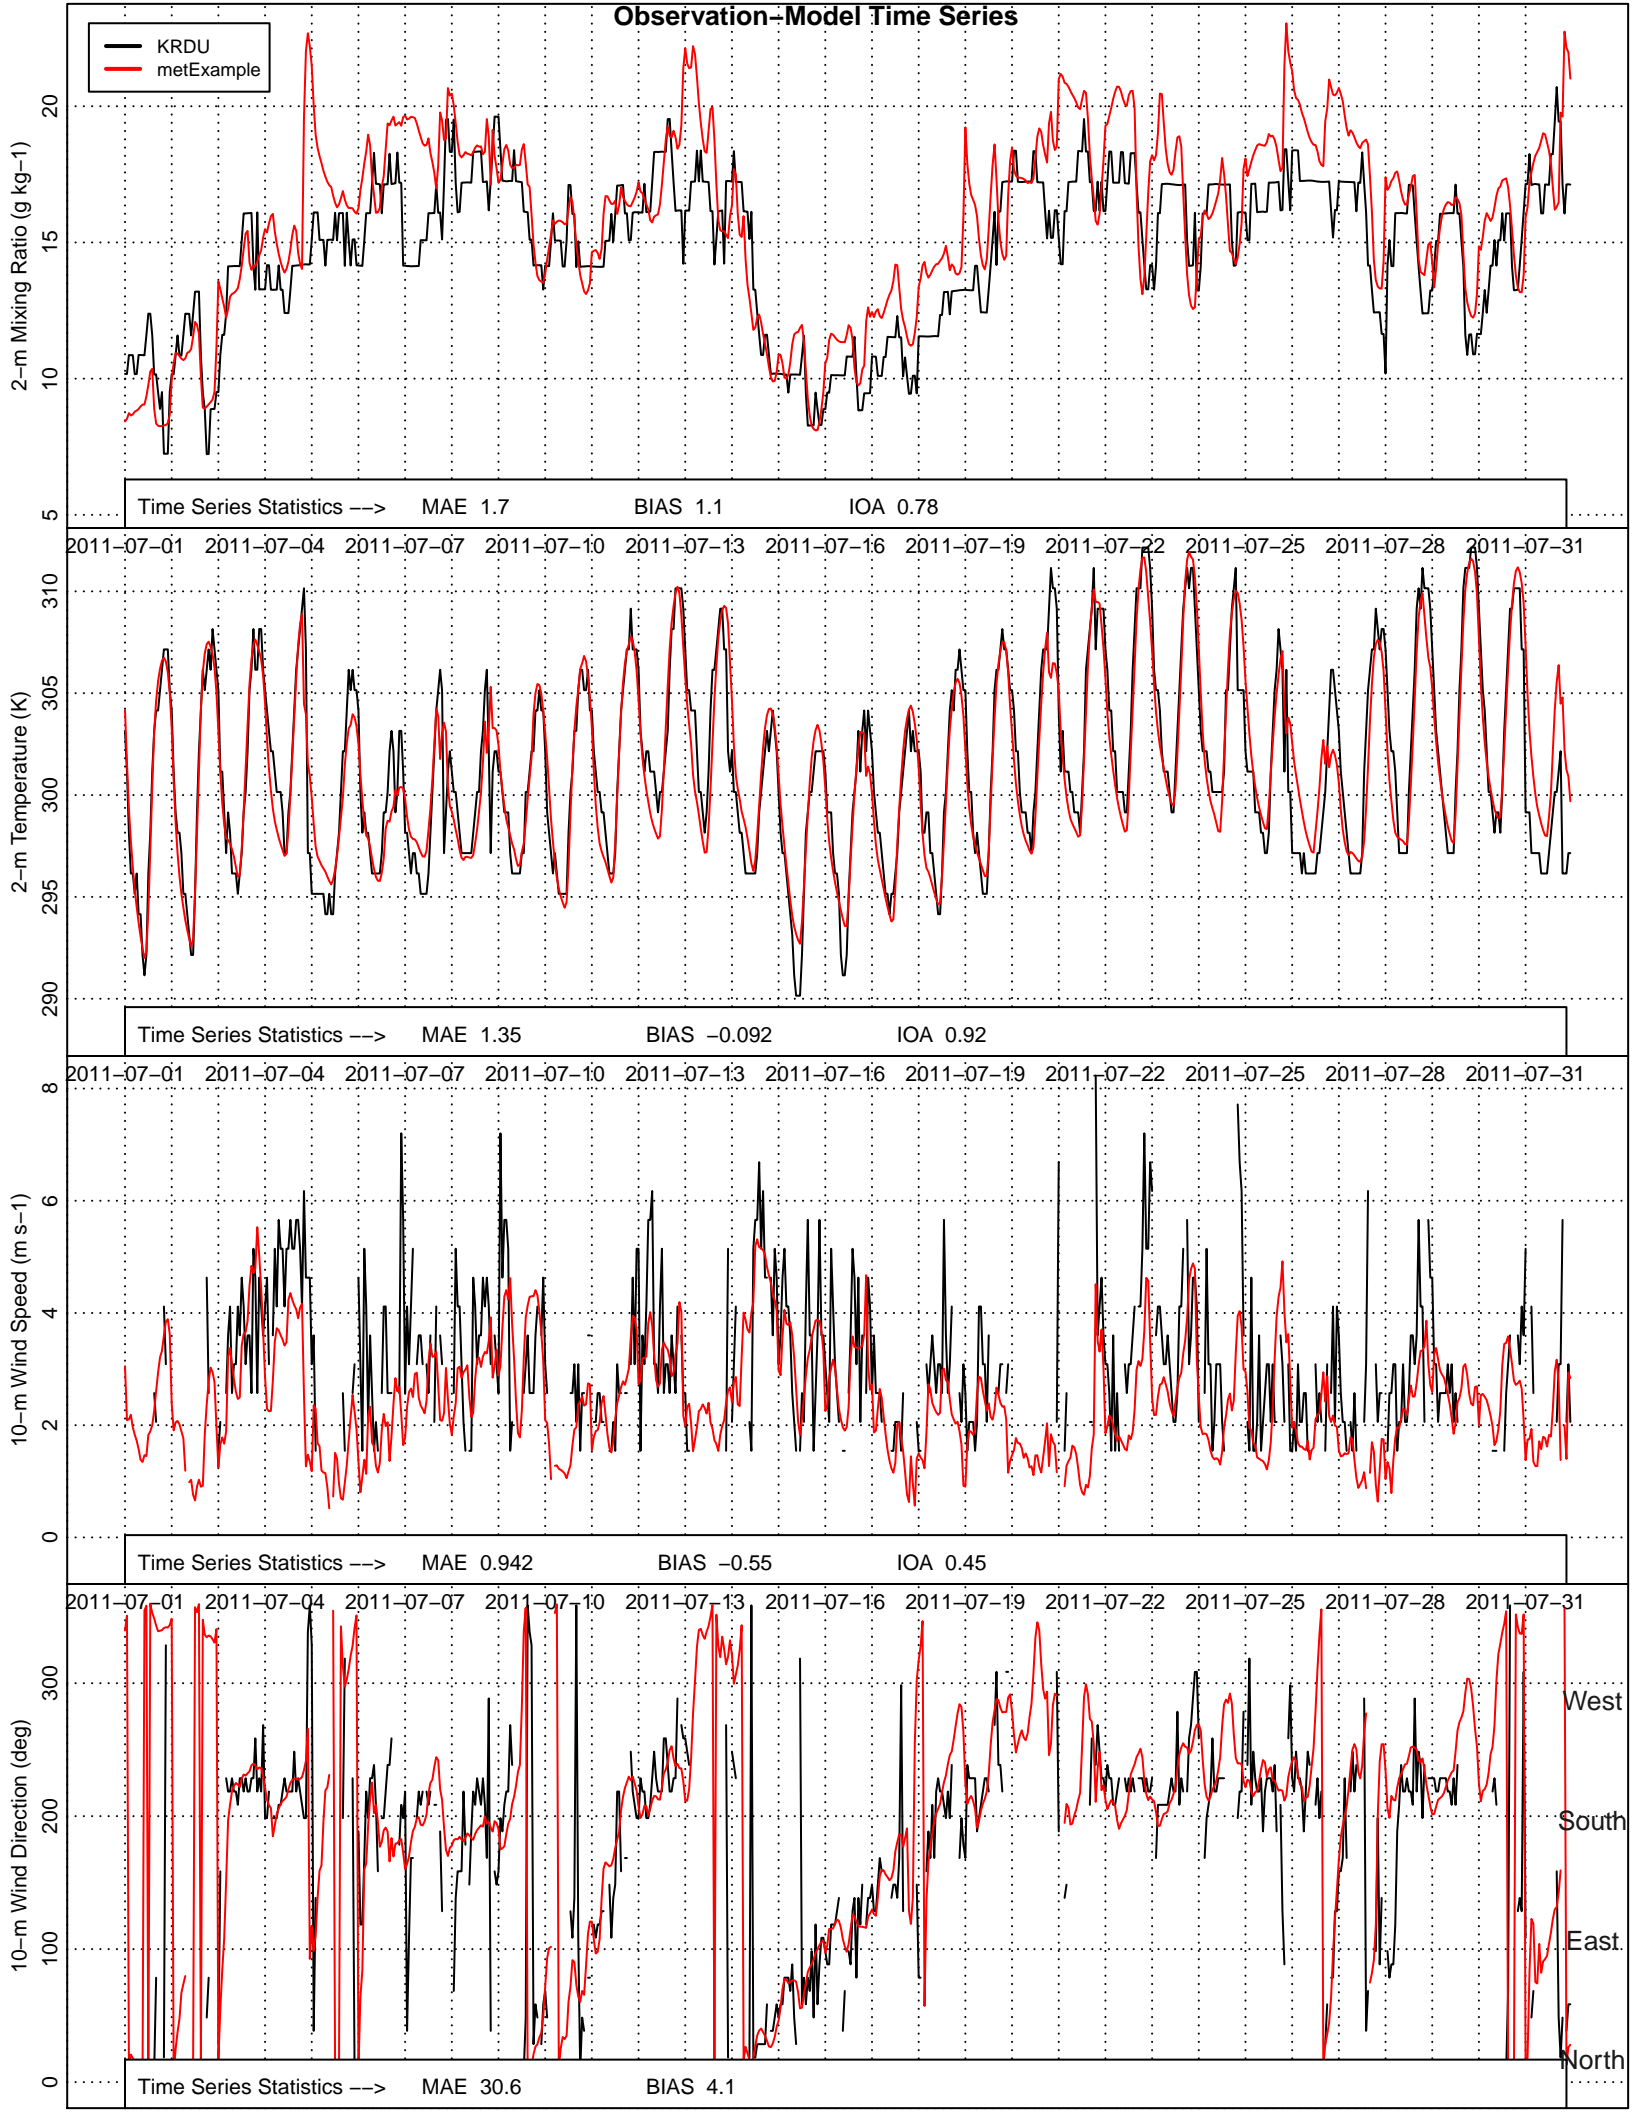 Observation−Model Time Series
KRDU
metExample
2−m Mixing Ratio (g kg−1)
20
15
10
5
Time Series Statistics −−> MAE 1.7 BIAS 1.1 IOA 0.78
2011−07−01 2011−07−04 2011−07−07 2011−07−10 2011−07−13 2011−07−16 2011−07−19 2011−07−22 2011−07−25 2011−07−28 2011−07−31
2−m Temperature (K)
310
305
300
295
290
Time Series Statistics −−> MAE 1.35 BIAS −0.092 IOA 0.92
2011−07−01 2011−07−04 2011−07−07 2011−07−10 2011−07−13 2011−07−16 2011−07−19 2011−07−22 2011−07−25 2011−07−28 2011−07−31
10−m Wind Speed (m s−1)
8
6
4
2
0
Time Series Statistics −−> MAE 0.942 BIAS −0.55 IOA 0.45
2011−07−01 2011−07−04 2011−07−07 2011−07−10 2011−07−13 2011−07−16 2011−07−19 2011−07−22 2011−07−25 2011−07−28 2011−07−31
10−m Wind Direction (deg)
300
200
100
0
West
South
East
North
Time Series Statistics −−> MAE 30.6 BIAS 4.1